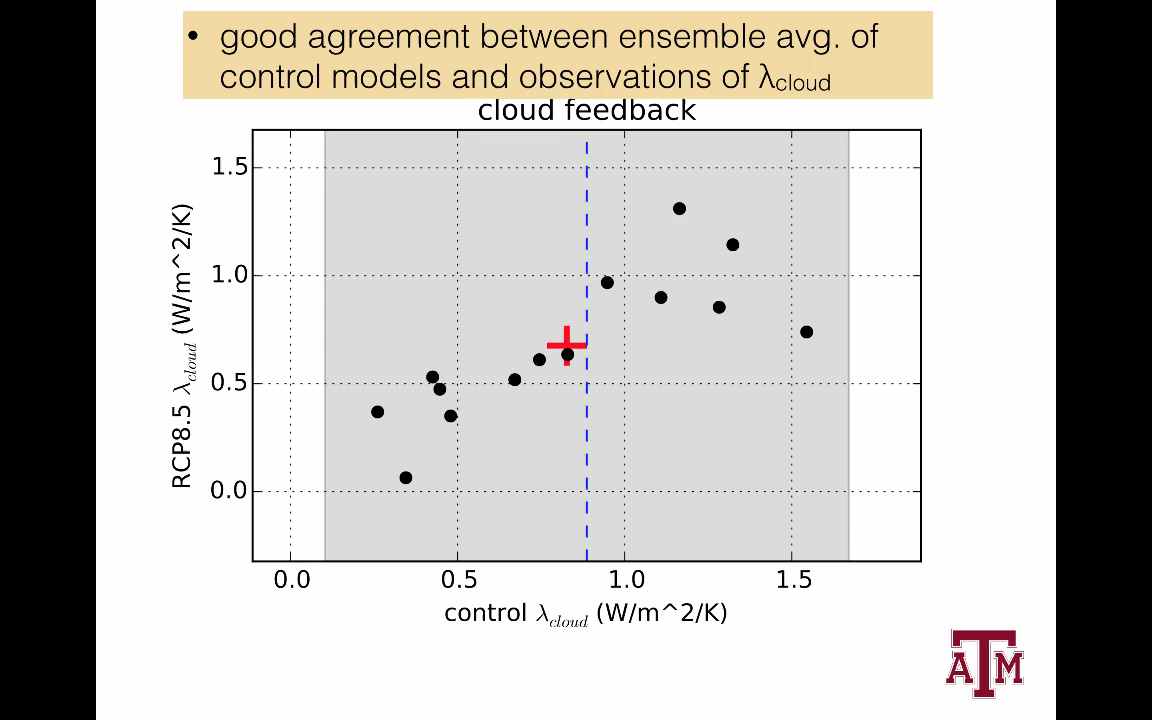 • good agreement between ensemble avg. of
control models and observations of λcloud
cloud feedback
RCP8.5 λcloud (W/m^2/K)
1.5
1.0
0.5
0.0
0.0 0.5 1.0 1.5
control λcloud (W/m^2/K)
ATM